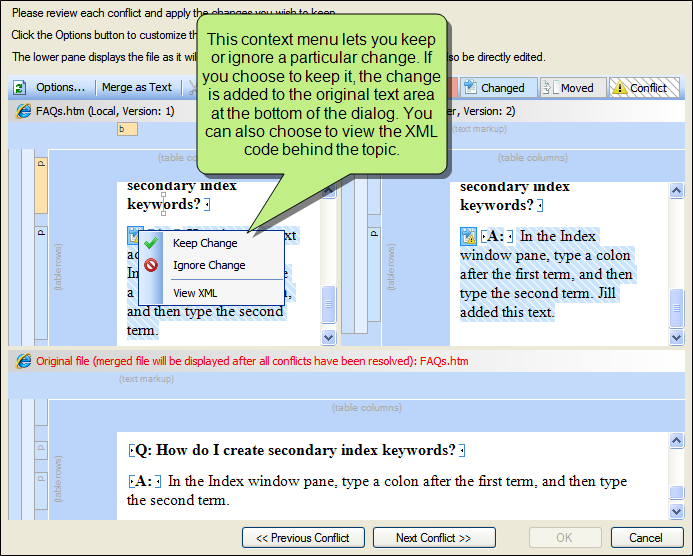 Please review each conflict and apply the changes you wish to keep.
Click the Options button to customize th
The lower pane displays the file as it wil
so be directly edited.
This context menu lets you keep
or ignore a particular change. If
you choose to keep it, the change
is added to the original text area
at the bottom of the dialog. You
can also choose to view the XML
code behind the topic.
Options... Merge as Text Changed Moved Conflict
FAQs.htm (Local, Version: 1) er, Version: 2)
b (text markup)
(table columns) (table columns)
P
P
(table rows)
secondary index
keywords?
Keep Change
Ignore Change
View XML
and then type the second
term.
P
P
(table rows)
secondary index
keywords?
A: In the Index
window pane, type a colon
after the first term, and then
type the second term. Jill
added this text.
Original file (merged file will be displayed after all conflicts have been resolved): FAQs.htm
(text markup)
(table columns)
P
P
(table rows)
Q: How do I create secondary index keywords?
A: In the Index window pane, type a colon after the first term, and then type
the second term.
<< Previous Conflict Next Conflict >> OK Cancel